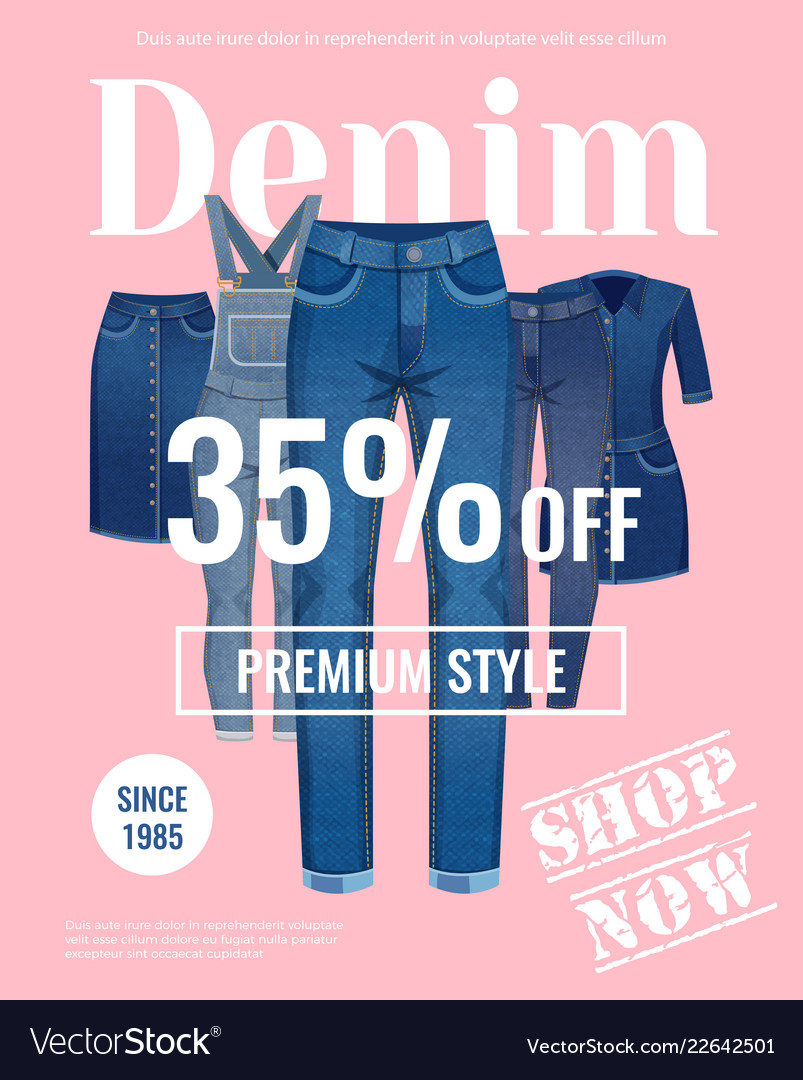 Duis aute irure dolor in reprehenderit in voluptate velit esse cillum
Denim
35% OFF
PREMIUM STYLE
SINCE
1985
SHOP
NOW
Duis aute irure dolor in reprehenderit voluptate
velit esse cillum dolore eu fugiat nulla pariatur
excepteur sint occaecat cupidatat
VectorStock®
VectorStock.com/22642501